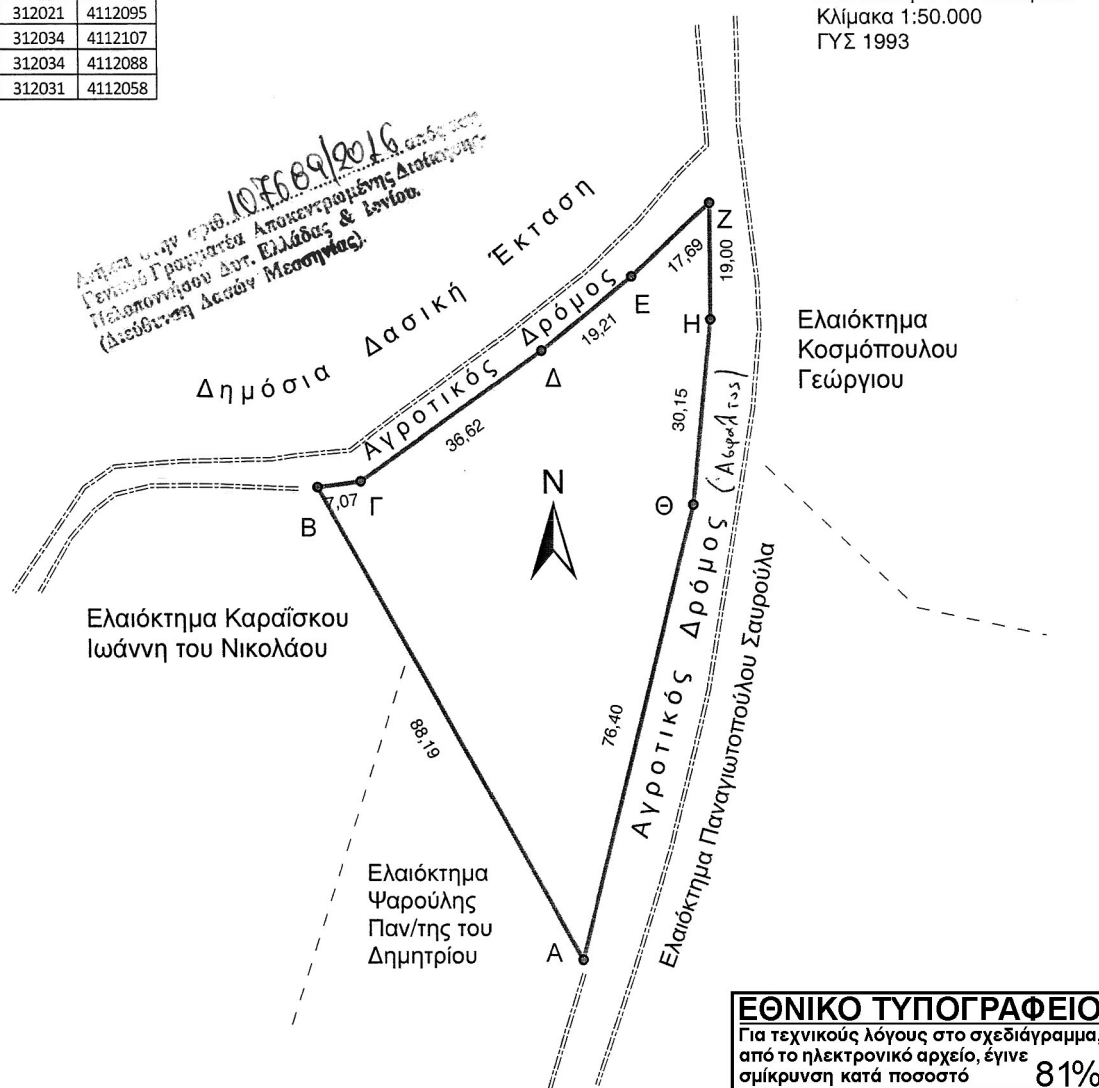 312021 4112095
312034 4112107
312034 4112088
312031 4112058
Κλίμακα 1:50.000
ΓΥΣ 1993
107689/2016
Γενικού Γραμματέα Αποκεντρωμένης
Πελοποννήσου Δυτ. Ελλάδας & Ιονίου.
(Διεύθυνση Δασών Μεσσηνίας).
Δημόσια Δασική Έκταση
Αγροτικός Δρόμος
Ζ
17,69
19,00
Ε
Η
19,21
Δ
36,62
30,15
Ελαιόκτημα
Κοσμόπουλου
Γεώργιου
7,07
Γ
Β
N
Θ
Αγροτικός Δρόμος (Ασφαλτος)
Ελαιόκτημα Καραΐσκου
Ιωάννη του Νικολάου
88,19
76,40
Ελαιόκτημα Παναγιωτοπούλου Σαυρούλα
Ελαιόκτημα
Ψαρούλης
Παν/της του
Δημητρίου
Α
ΕΘΝΙΚΟ ΤΥΠΟΓΡΑΦΕΙΟ
Για τεχνικούς λόγους στο σχεδιάγραμμα,
από το ηλεκτρονικό αρχείο, έγινε
σμίκρυνση κατά ποσοστό 81%